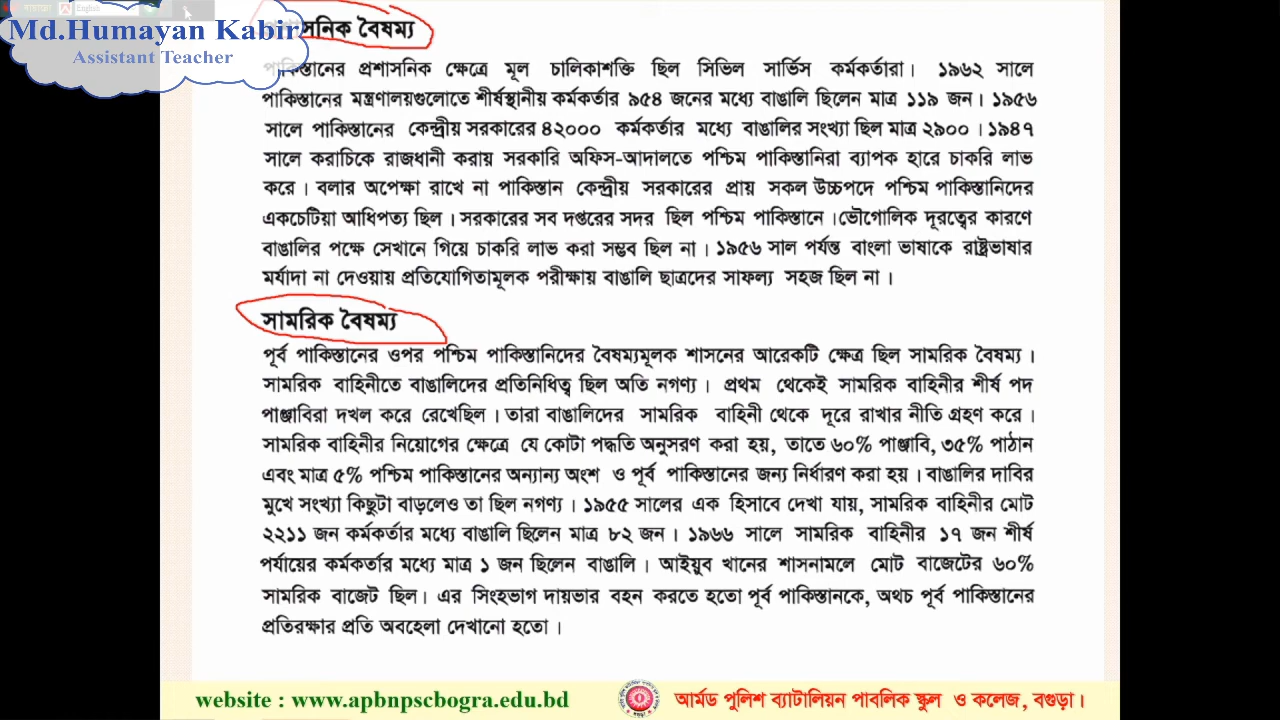 English
Md.Humayan Kabir
Assistant Teacher
বৈষম্য
পাকিস্তানের প্রশাসনিক ক্ষেত্রে মূল চালিকাশক্তি ছিল সিভিল সার্ভিস কর্মকর্তারা। ১৯৬২ সালে
পাকিস্তানের মন্ত্রণালয়গুলোতে শীর্ষস্থানীয় কর্মকর্তার ৯৫৪ জনের মধ্যে বাঙালি ছিলেন মাত্র ১১৯ জন। ১৯৫৬
সালে পাকিস্তানের কেন্দ্রীয় সরকারের ৪২০০০ কর্মকর্তার মধ্যে বাঙালির সংখ্যা ছিল মাত্র ২৯০০ । ১৯৪৭
সালে করাচিকে রাজধানী করায় সরকারি অফিস-আদালতে পশ্চিম পাকিস্তানিরা ব্যাপক হারে চাকরি লাভ
করে । বলার অপেক্ষা রাখে না পাকিস্তান কেন্দ্রীয় সরকারের প্রায় সকল উচ্চপদে পশ্চিম পাকিস্তানিদের
একচেটিয়া আধিপত্য ছিল । সরকারের সব দপ্তরের সদর ছিল পশ্চিম পাকিস্তানে । ভৌগোলিক দূরত্বের কারণে
বাঙালির পক্ষে সেখানে গিয়ে চাকরি লাভ করা সম্ভব ছিল না । ১৯৫৬ সাল পর্যন্ত বাংলা ভাষাকে রাষ্ট্রভাষার
মর্যাদা না দেওয়ায় প্রতিযোগিতামূলক পরীক্ষায় বাঙালি ছাত্রদের সাফল্য সহজ ছিল না ।
সামরিক বৈষম্য
পূর্ব পাকিস্তানের ওপর পশ্চিম পাকিস্তানিদের বৈষম্যমূলক শাসনের আরেকটি ক্ষেত্র ছিল সামরিক বৈষম্য ।
সামরিক বাহিনীতে বাঙালিদের প্রতিনিধিত্ব ছিল অতি নগণ্য । প্রথম থেকেই সামরিক বাহিনীর শীর্ষ পদ
পাঞ্জাবিরা দখল করে রেখেছিল । তারা বাঙালিদের সামরিক বাহিনী থেকে দূরে রাখার নীতি গ্রহণ করে ।
সামরিক বাহিনীর নিয়োগের ক্ষেত্রে যে কোটা পদ্ধতি অনুসরণ করা হয়, তাতে ৬০% পাঞ্জাবি, ৩৫% পাঠান
এবং মাত্র ৫% পশ্চিম পাকিস্তানের অন্যান্য অংশ ও পূর্ব পাকিস্তানের জন্য নির্ধারণ করা হয় । বাঙালির দাবির
মুখে সংখ্যা কিছুটা বাড়লেও তা ছিল নগণ্য । ১৯৫৫ সালের এক হিসাবে দেখা যায়, সামরিক বাহিনীর মোট
২২১১ জন কর্মকর্তার মধ্যে বাঙালি ছিলেন মাত্র ৮২ জন । ১৯৬৬ সালে সামরিক বাহিনীর ১৭ জন শীর্ষ
পর্যায়ের কর্মকর্তার মধ্যে মাত্র ১ জন ছিলেন বাঙালি । আইয়ুব খানের শাসনামলে মোট বাজেটের ৬০%
সামরিক বাজেট ছিল। এর সিংহভাগ দায়ভার বহন করতে হতো পূর্ব পাকিস্তানকে, অথচ পূর্ব পাকিস্তানের
প্রতিরক্ষার প্রতি অবহেলা দেখানো হতো ।
website : www.apbnpscbogra.edu.bd
আর্মড পুলিশ ব্যাটালিয়ন পাবলিক স্কুল ও কলেজ, বগুড়া।